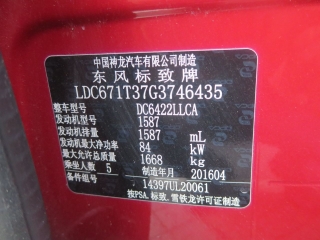 中国神龙汽车有限公司制造
东风标致牌
LDC671T37G3746435
整车型号 DC6422LLCA
发动机型号 1587
发动机排量 1587 mL
发动机最大净功率 84 kW
最大允许总质量 1668 kg
乘坐人数 5 制造年月 201604
备件组号 14397UL20061
按PSA、标致、雪铁龙许可证制造